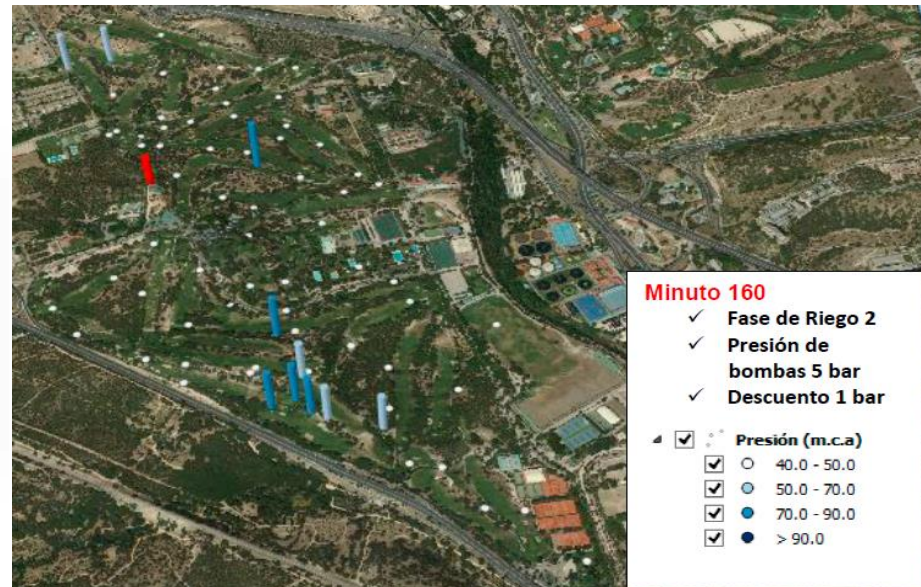 Minuto 160
✓ Fase de Riego 2
✓ Presión de
bombas 5 bar
✓ Descuento 1 bar
Presión (m.c.a)
40.0 - 50.0
50.0 - 70.0
70.0 - 90.0
> 90.0